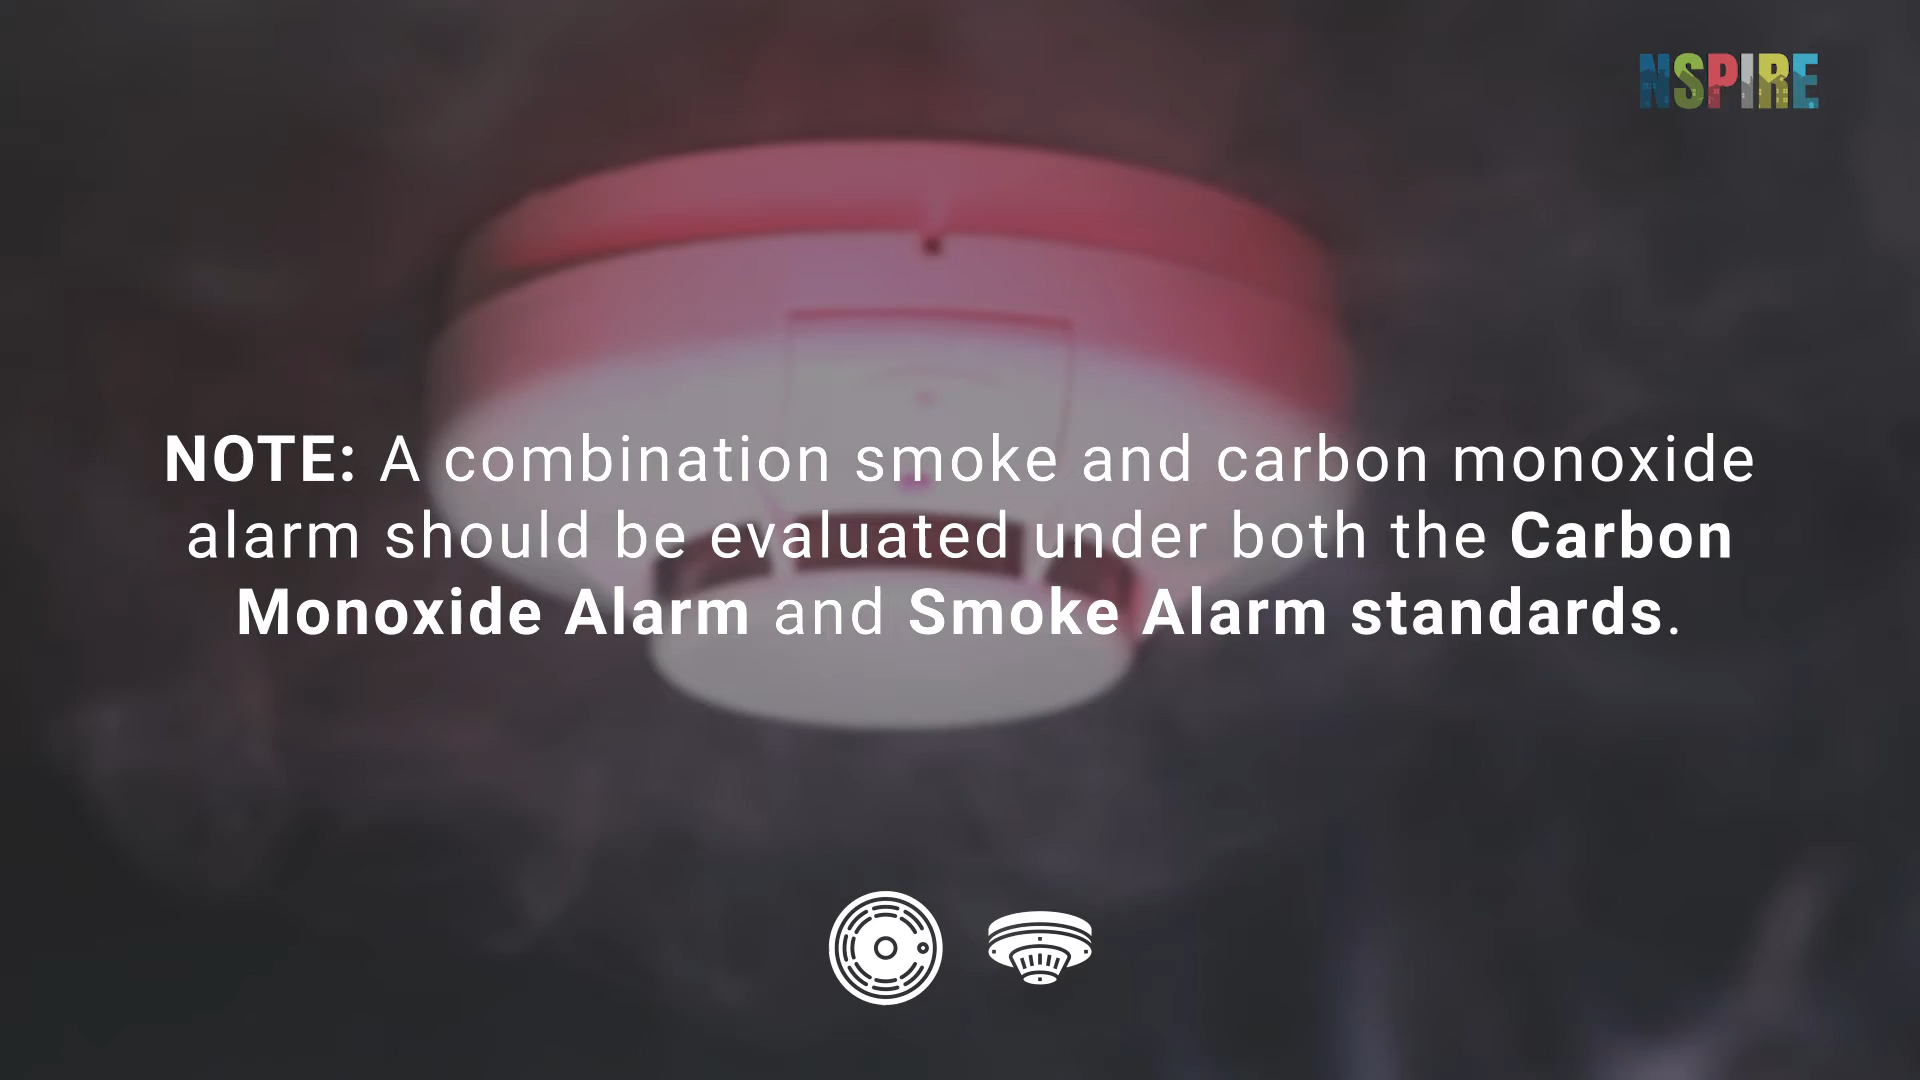 NSPIRE
NOTE: A combination smoke and carbon monoxide
alarm should be evaluated under both the Carbon
Monoxide Alarm and Smoke Alarm standards.